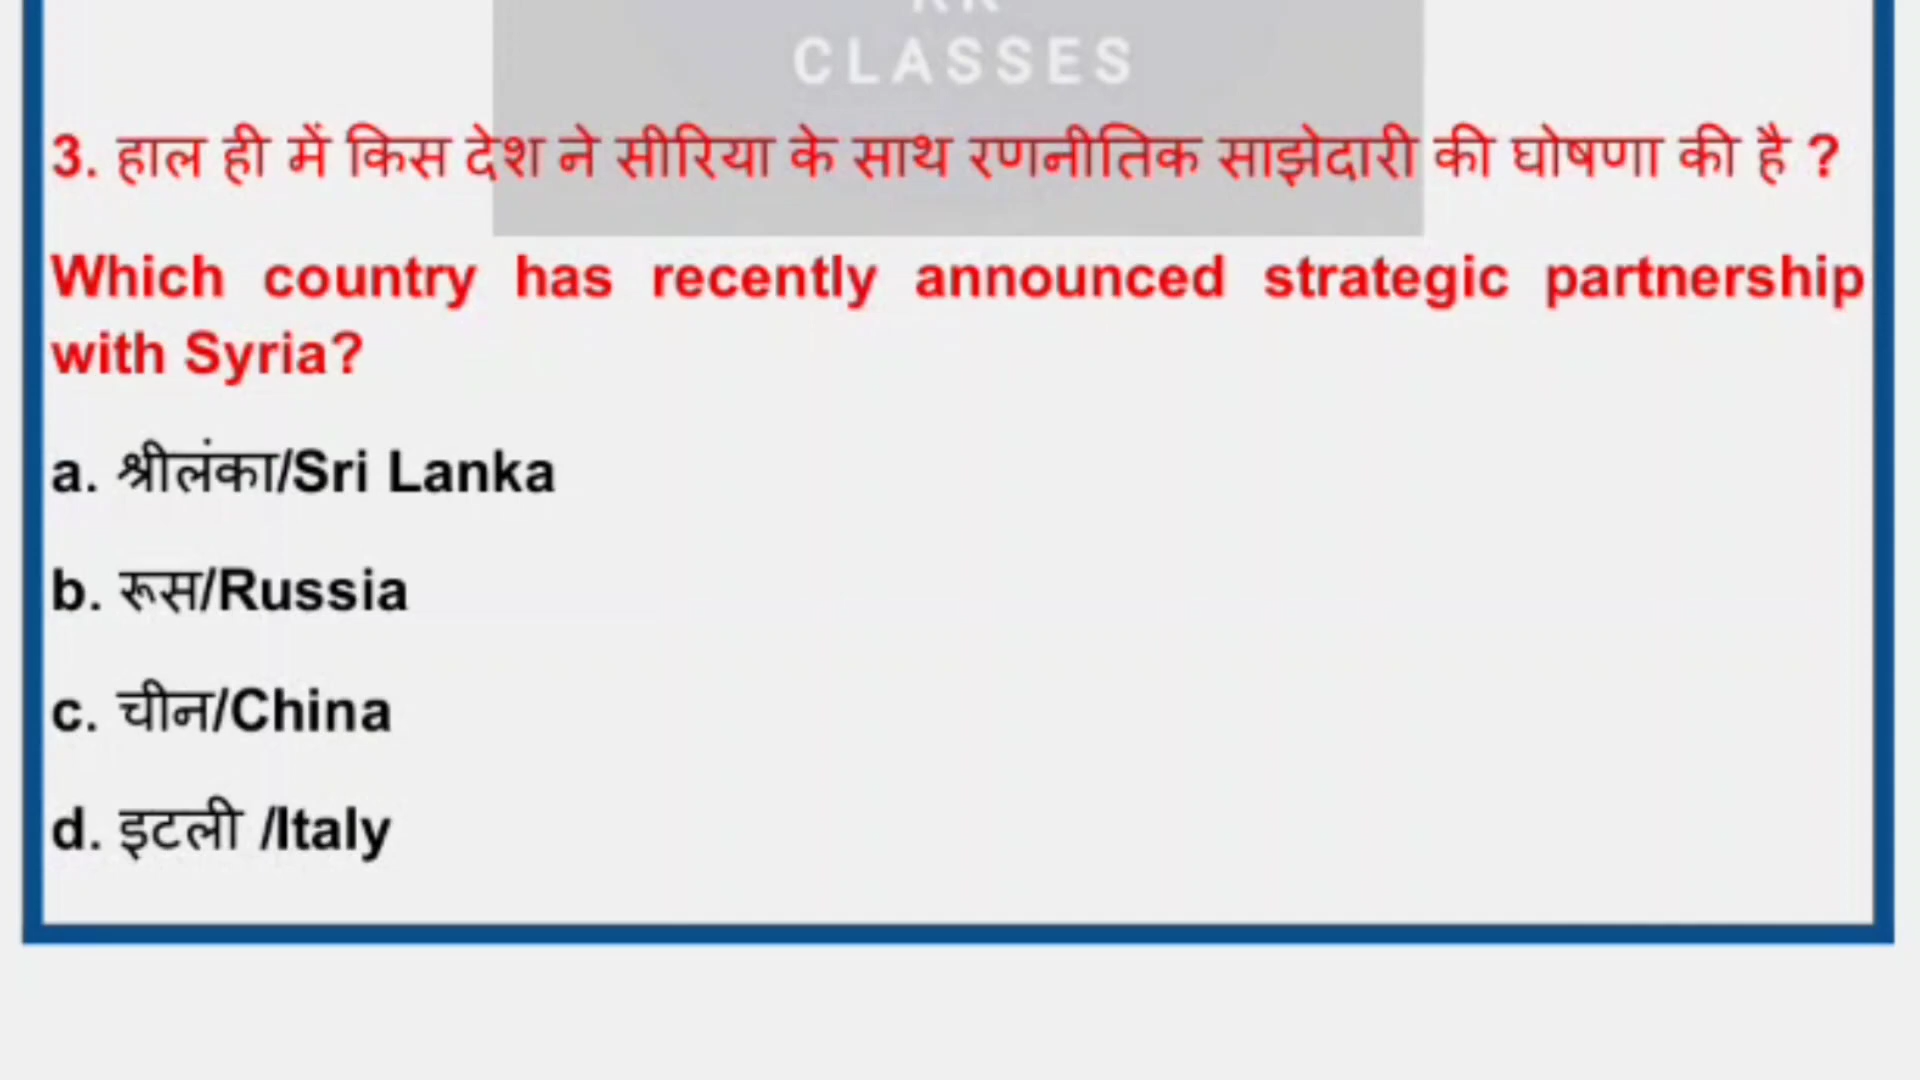 CLASSES
3. हाल ही में किस देश ने सीरिया के साथ रणनीतिक साझेदारी की घोषणा की है ?
Which country has recently announced strategic partnership
with Syria?
a. श्रीलंका/Sri Lanka
b. रूस/Russia
c. चीन/China
d. इटली /Italy